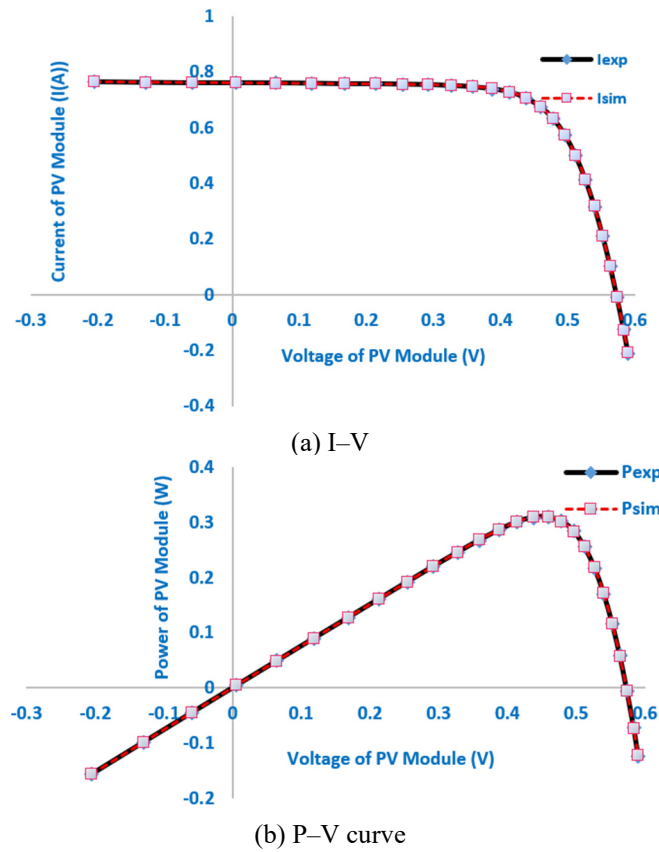 1
0.8
0.6
0.4
0.2
0
-0.2
-0.4
-0.3 -0.2 -0.1 0 0.1 0.2 0.3 0.4 0.5 0.6
Current of PV Module (I(A))
Voltage of PV Module (V)
Iexp
Isim
(a) I–V
0.4
0.3
0.2
0.1
0
-0.1
-0.2
-0.3 -0.2 -0.1 0 0.1 0.2 0.3 0.4 0.5 0.6
Power of PV Module (W)
Voltage of PV Module (V)
Pexp
Psim
(b) P–V curve